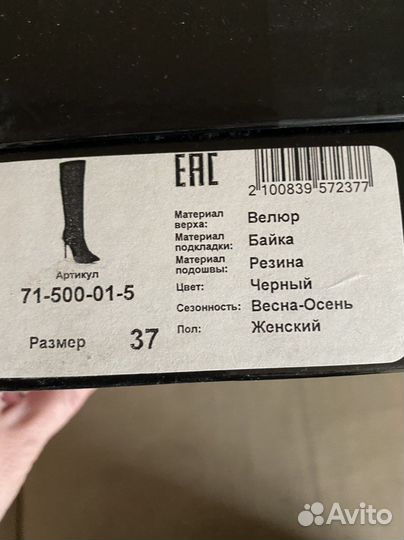 EAC
2 100839 572377
Материал верха: Велюр
Материал подкладки: Байка
Материал подошвы: Резина
Цвет: Черный
Сезонность: Весна-Осень
Пол: Женский
Артикул
71-500-01-5
Размер 37
Avito